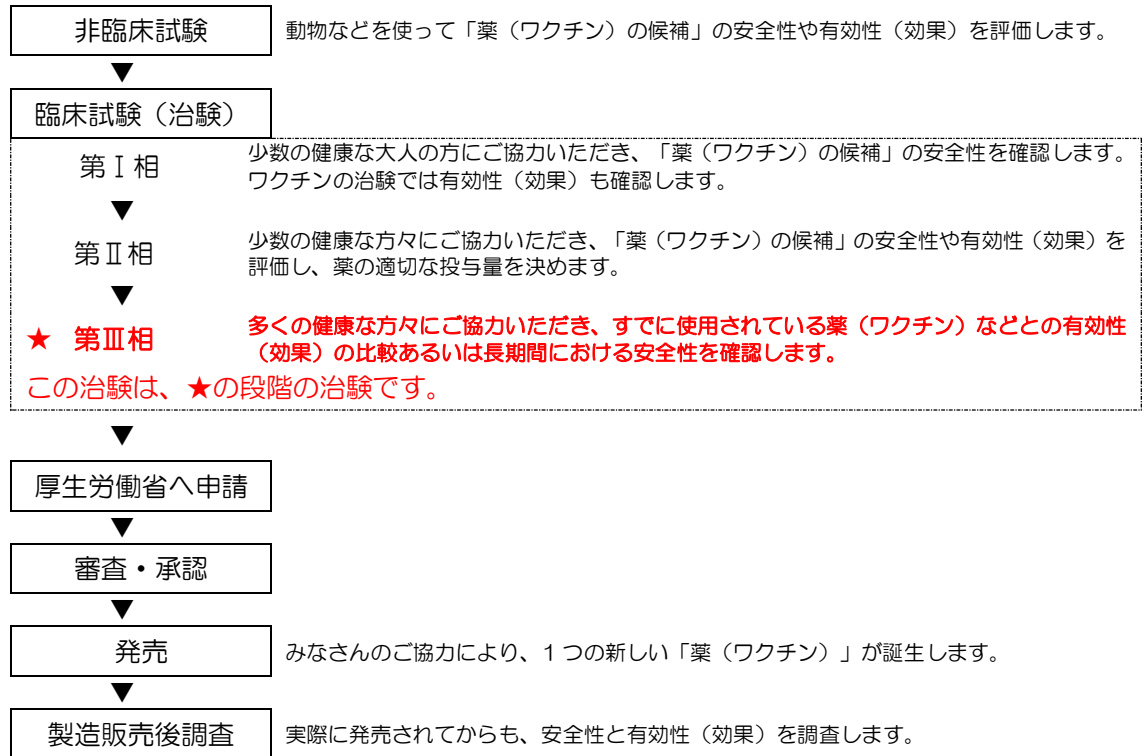 非臨床試験
動物などを使って「薬(ワクチン)の候補」の安全性や有効性(効果)を評価します。
▼
臨床試験(治験)
第Ⅰ相
少数の健康な大人の方にご協力いただき、「薬(ワクチン)の候補」の安全性を確認します。
ワクチンの治験では有効性(効果)も確認します。
▼
第Ⅱ相
少数の健康な方々にご協力いただき、「薬(ワクチン)の候補」の安全性や有効性(効果)を
評価し、薬の適切な投与量を決めます。
▼
★ 第Ⅲ相
多くの健康な方々にご協力いただき、すでに使用されている薬(ワクチン)などとの有効性
(効果)の比較あるいは長期間における安全性を確認します。
この治験は、★の段階の治験です。
▼
厚生労働省へ申請
▼
審査・承認
▼
発売
みなさんのご協力により、1つの新しい「薬(ワクチン)」が誕生します。
▼
製造販売後調査
実際に発売されてからも、安全性と有効性(効果)を調査します。